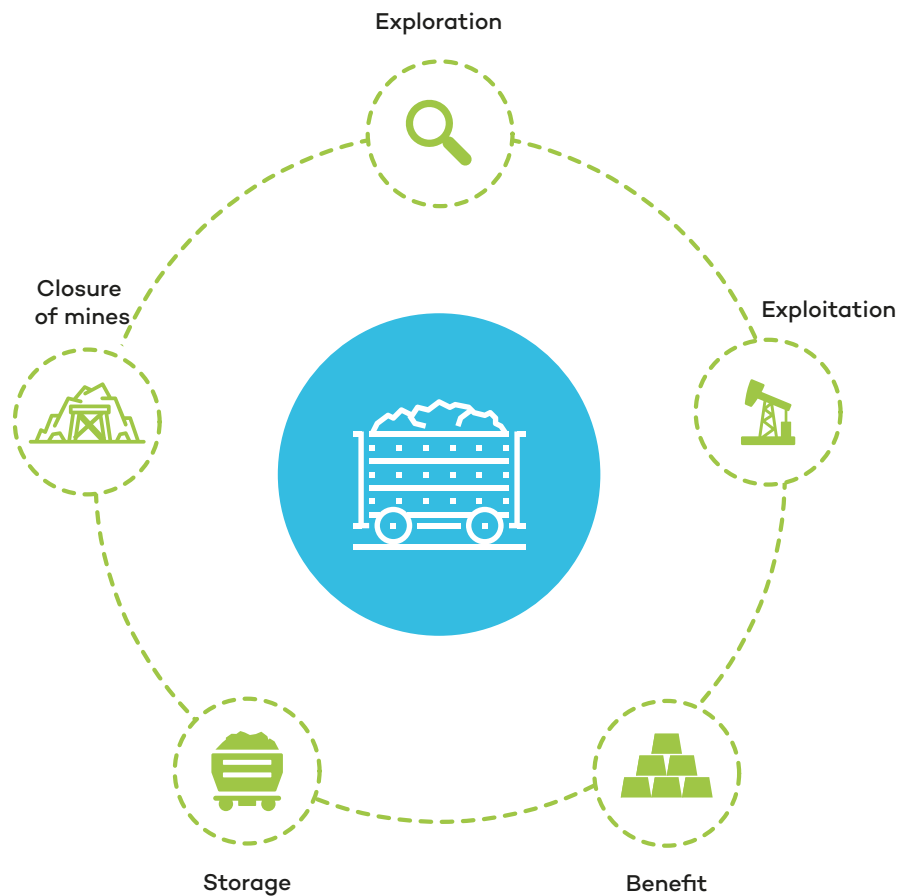 Exploration
Closure
of mines
Exploitation
Storage
Benefit